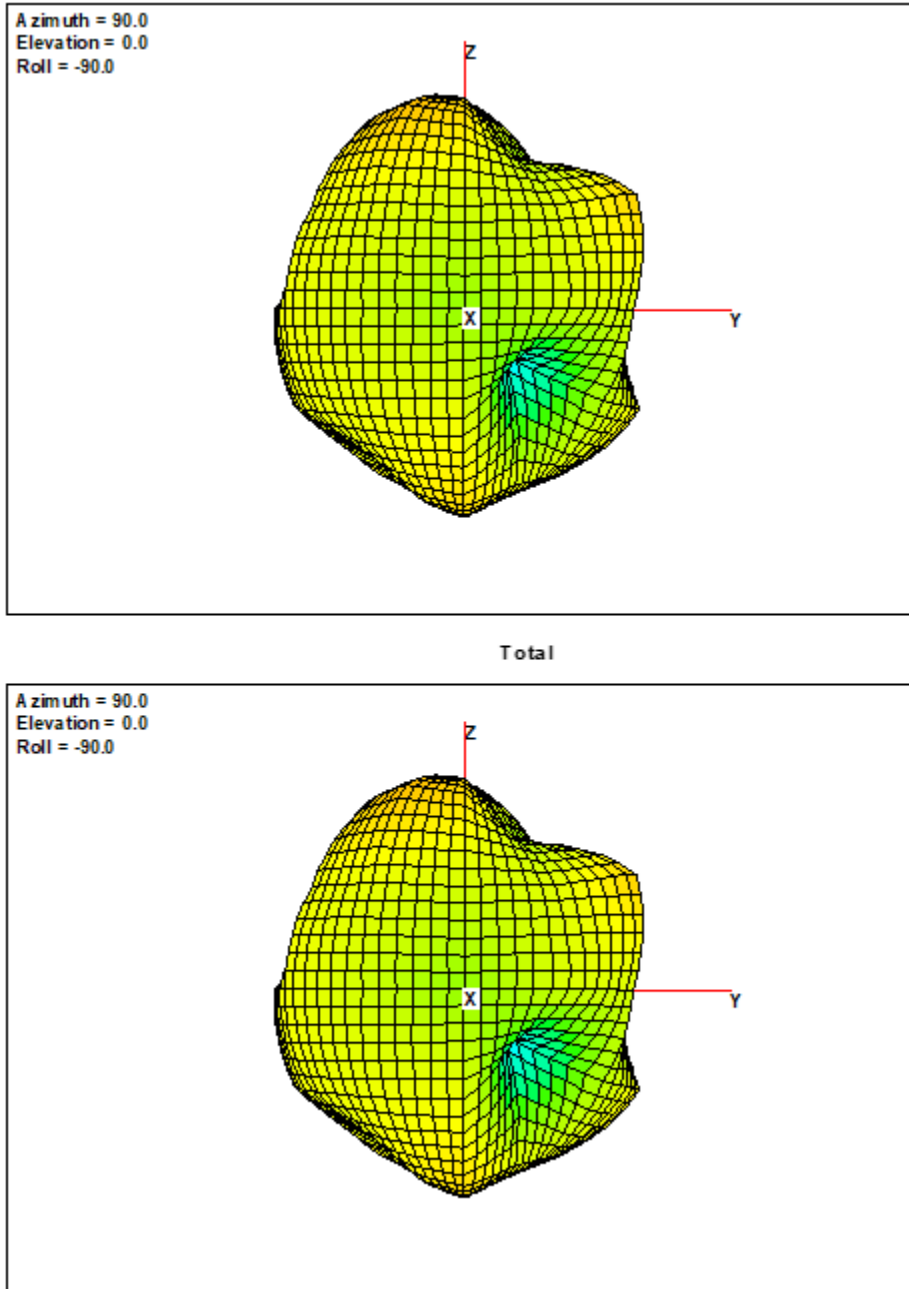 Azimuth = 90.0
Elevation = 0.0
Roll = -90.0
Z
X
Y
Total
Azimuth = 90.0
Elevation = 0.0
Roll = -90.0
Z
X
Y